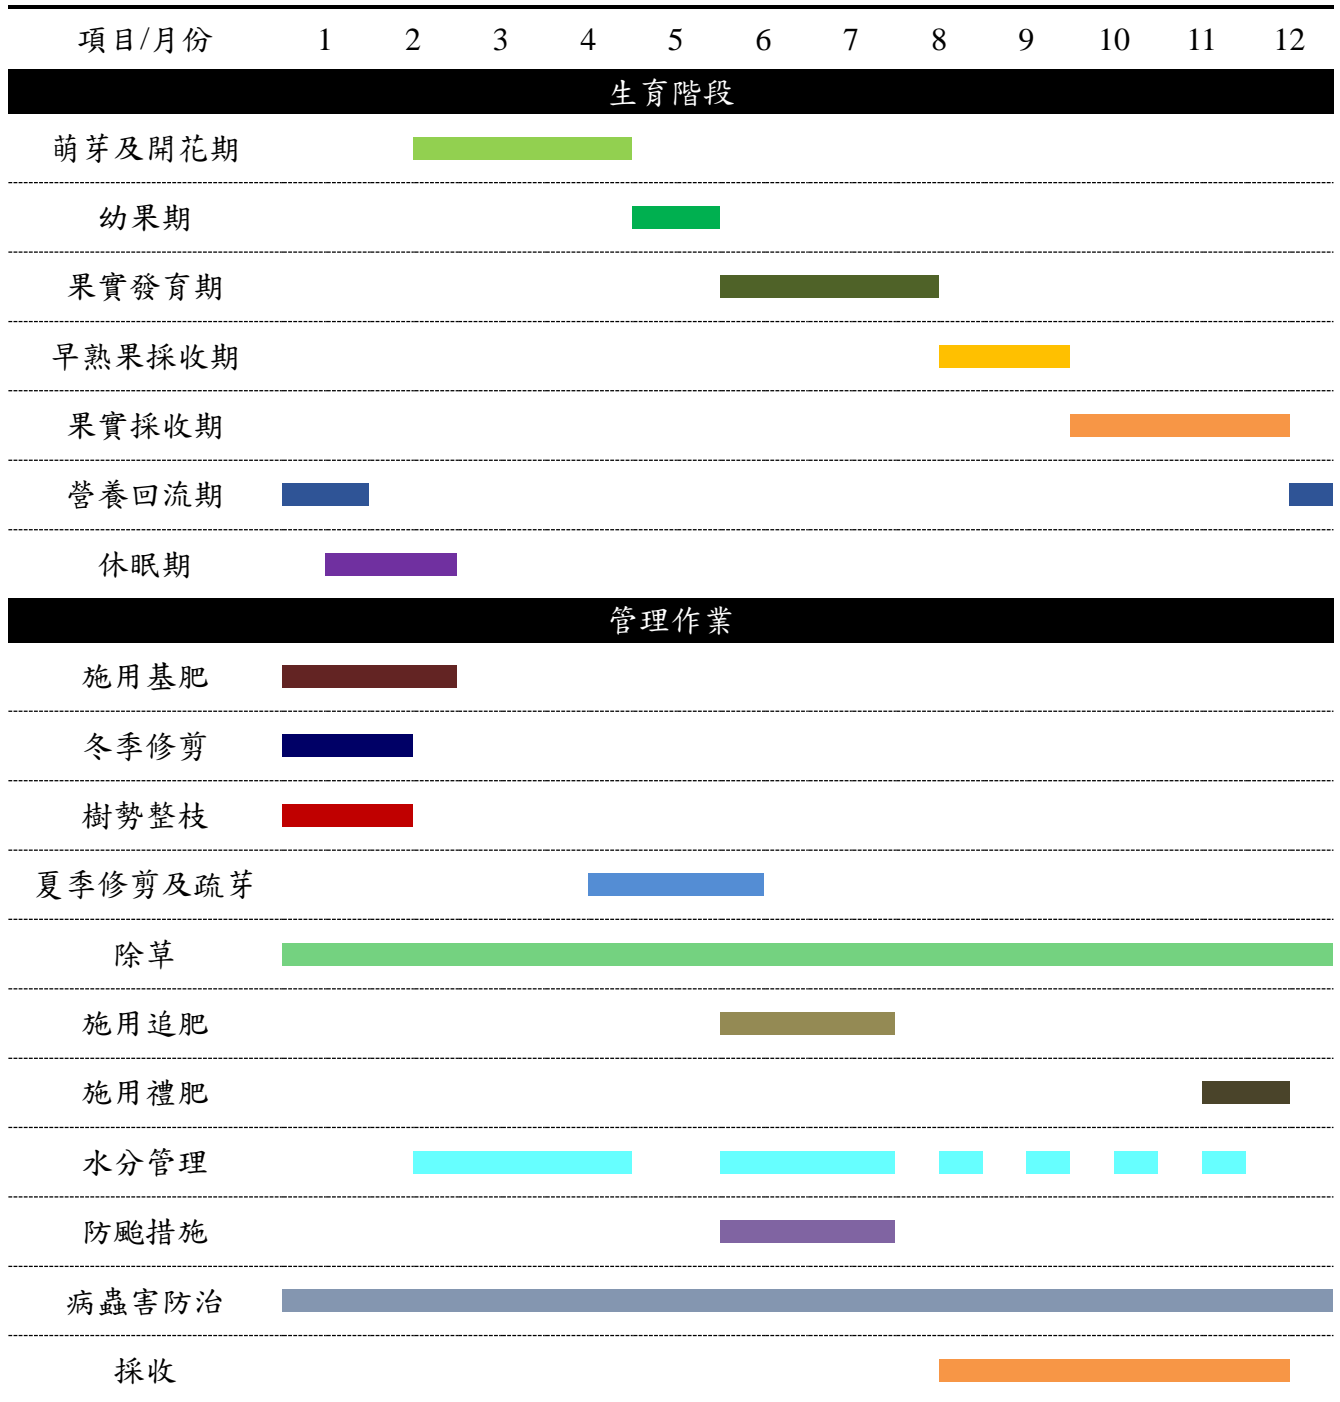 項目/月份 1 2 3 4 5 6 7 8 9 10 11 12
生育階段
萌芽及開花期
幼果期
果實發育期
早熟果採收期
果實採收期
營養回流期
休眠期
管理作業
施用基肥
冬季修剪
樹勢整枝
夏季修剪及疏芽
除草
施用追肥
施用禮肥
水分管理
防颱措施
病蟲害防治
採收